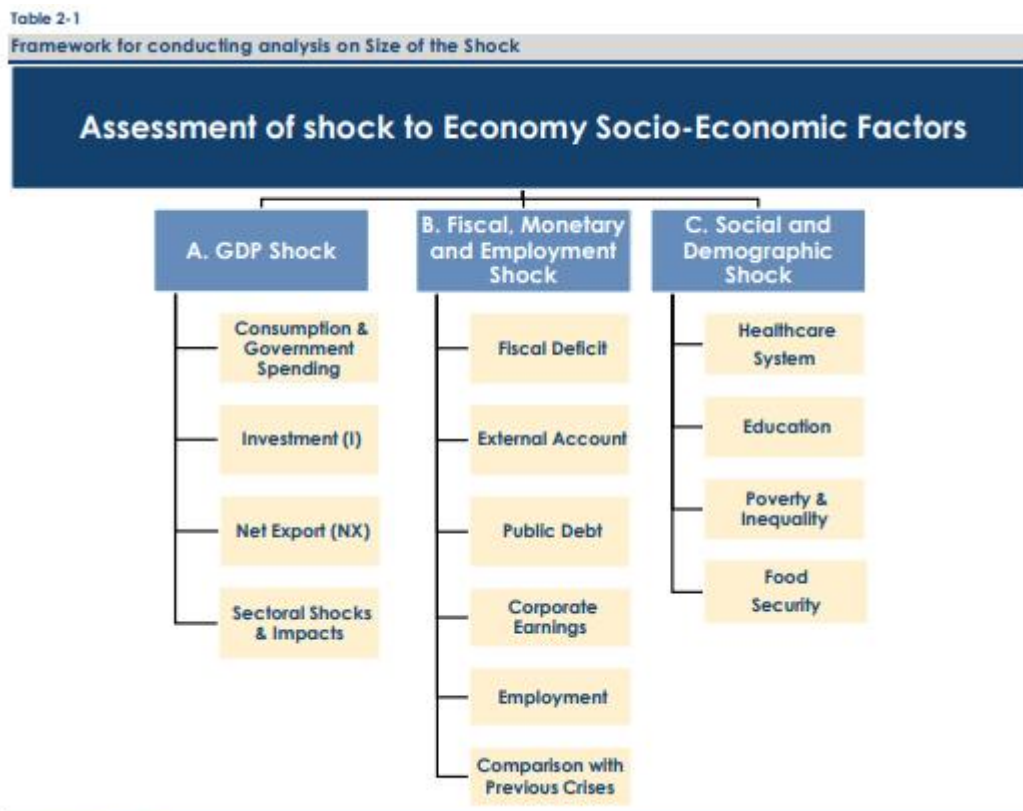 Table 2-1
Framework for conducting analysis on Size of the Shock
Assessment of shock to Economy Socio-Economic Factors
A. GDP Shock
Consumption &
Government
Spending
Investment (I)
Net Export (NX)
Sectoral Shocks
& Impacts
B. Fiscal, Monetary
and Employment
Shock
Fiscal Deficit
External Account
Public Debt
Corporate
Earnings
Employment
Comparison with
Previous Crises
C. Social and
Demographic
Shock
Healthcare
System
Education
Poverty &
Inequality
Food
Security